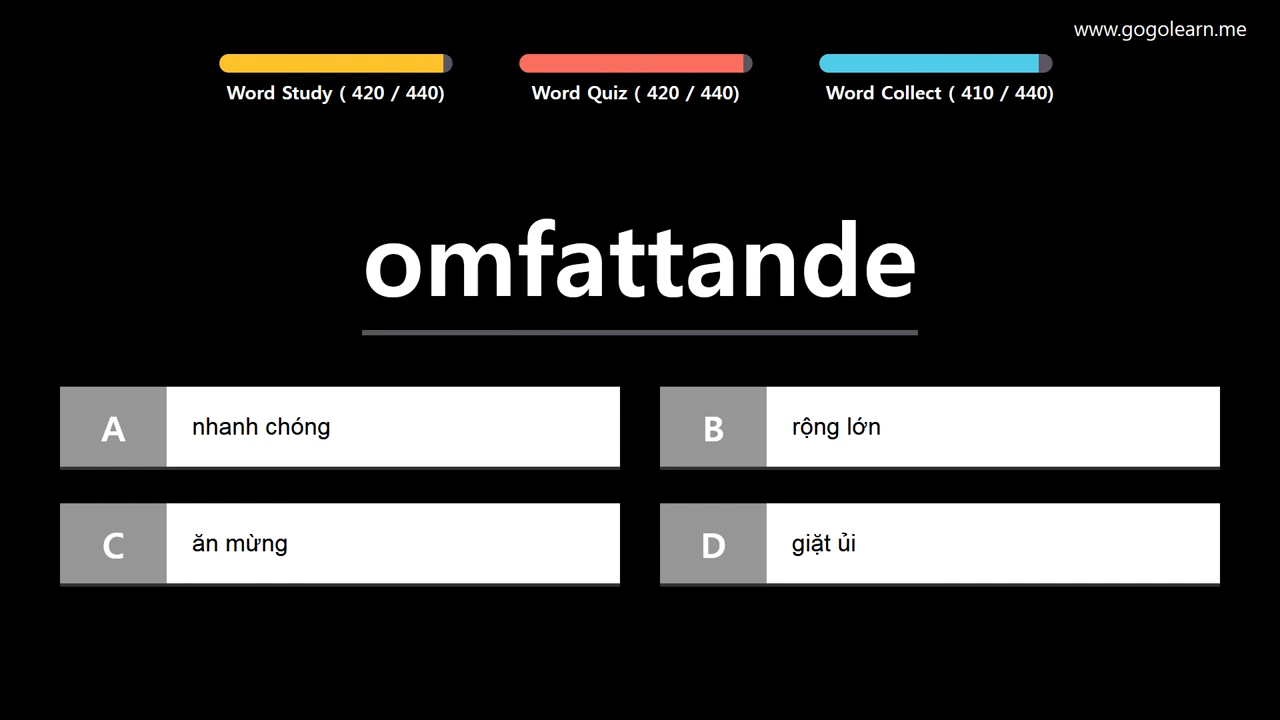 www.gogolearn.me
Word Study ( 420 / 440)
Word Quiz ( 420 / 440)
Word Collect ( 410 / 440)
omfattande
A nhanh chóng
B rộng lớn
C ăn mừng
D giặt ủi